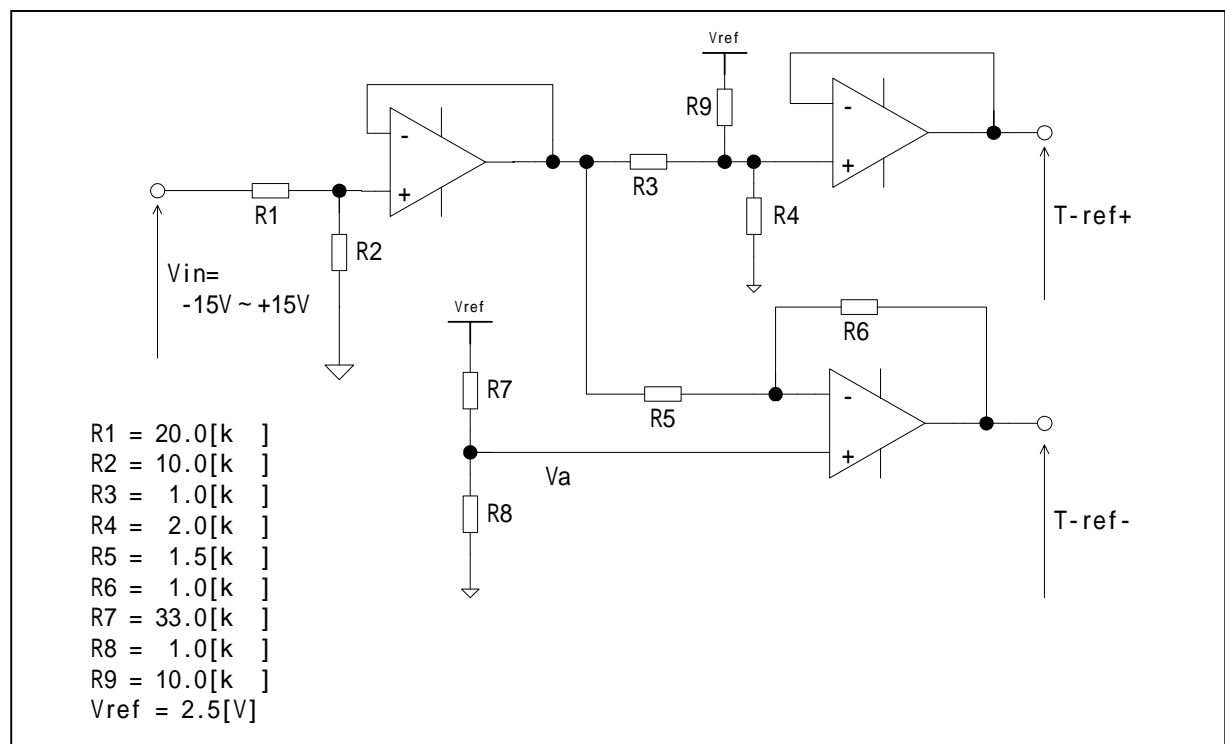 Vref
R9
-
+
R3
R4
T-ref+
-
+
R1
R2
Vin=
-15V ~ +15V
Vref
R7
R8
Va
R5
R6
-
+
T-ref-
R1 = 20.0[k ]
R2 = 10.0[k ]
R3 = 1.0[k ]
R4 = 2.0[k ]
R5 = 1.5[k ]
R6 = 1.0[k ]
R7 = 33.0[k ]
R8 = 1.0[k ]
R9 = 10.0[k ]
Vref = 2.5[V]